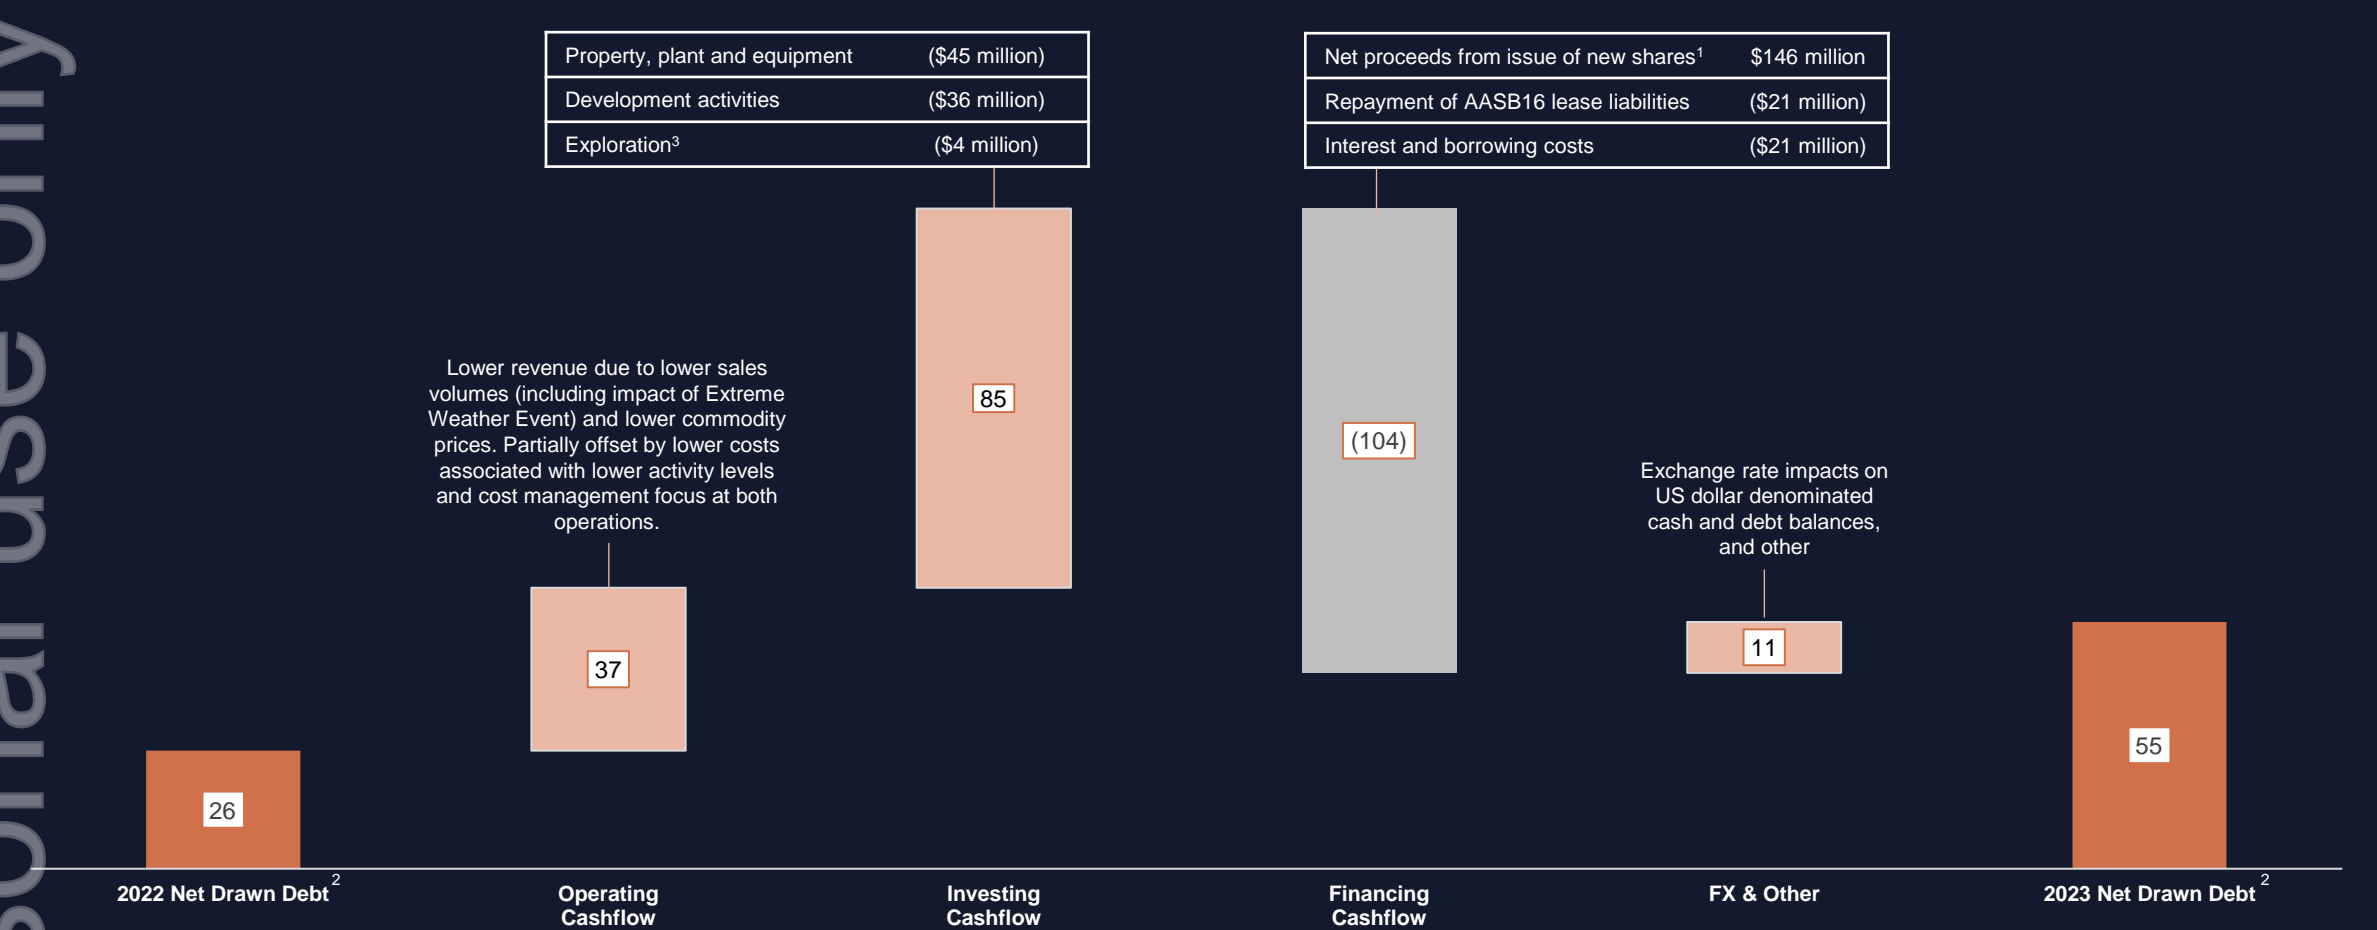 Property, plant and equipment ($45 million)
Development activities ($36 million)
Exploration³ ($4 million)
Net proceeds from issue of new shares¹ $146 million
Repayment of AASB16 lease liabilities ($21 million)
Interest and borrowing costs ($21 million)
Lower revenue due to lower sales
volumes (including impact of Extreme
Weather Event) and lower commodity
prices. Partially offset by lower costs
associated with lower activity levels
and cost management focus at both
operations.
Exchange rate impacts on
US dollar denominated
cash and debt balances,
and other
26
37
85
(104)
11
55
2022 Net Drawn Debt ²
Operating
Cashflow
Investing
Cashflow
Financing
Cashflow
FX & Other
2023 Net Drawn Debt ²
sonal use only